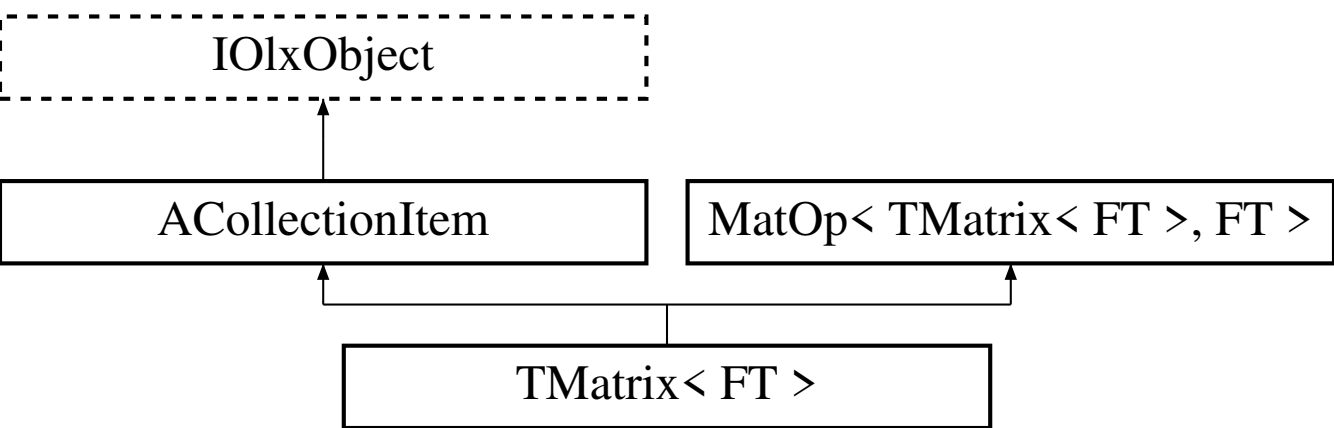 IOlxObject
ACollectionItem
MatOp< TMatrix< FT >, FT >
TMatrix< FT >